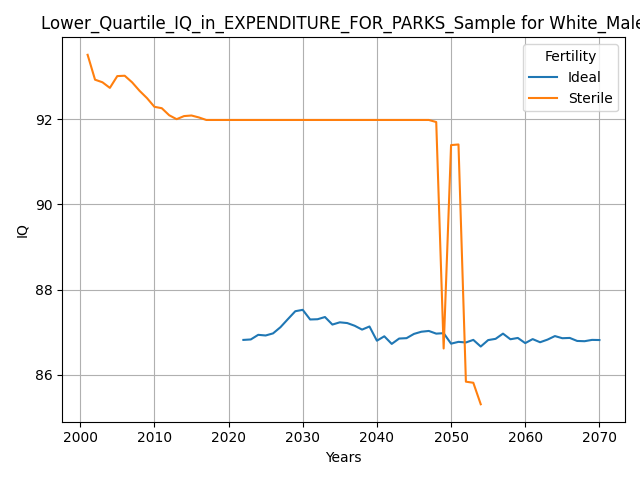 Lower_Quartile_IQ_in_EXPENDITURE_FOR_PARKS_Sample for White_Male
Fertility
Ideal
Sterile
IQ
92
90
88
86
2000 2010 2020 2030 2040 2050 2060 2070
Years